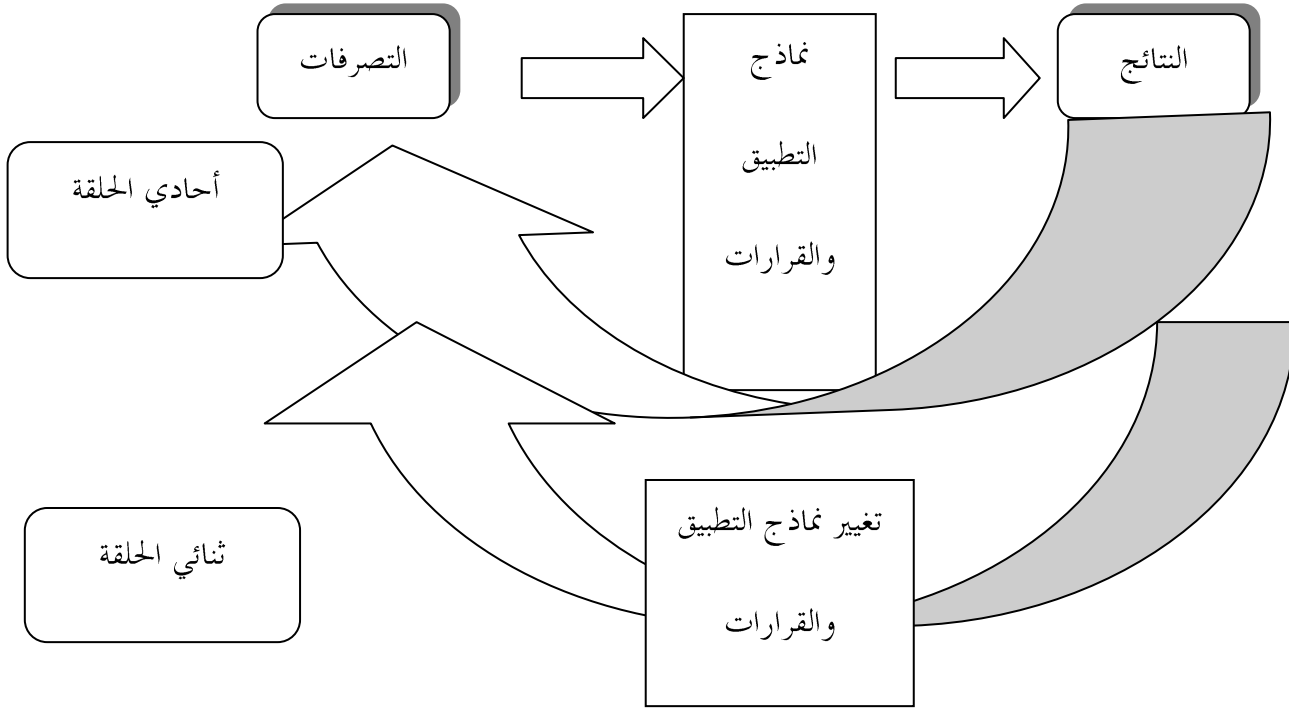 التصرفات
نماذج
التطبيق
والقرارات
النتائج
أحادي الحلقة
ثنائي الحلقة
تغيير نماذج التطبيق
والقرارات